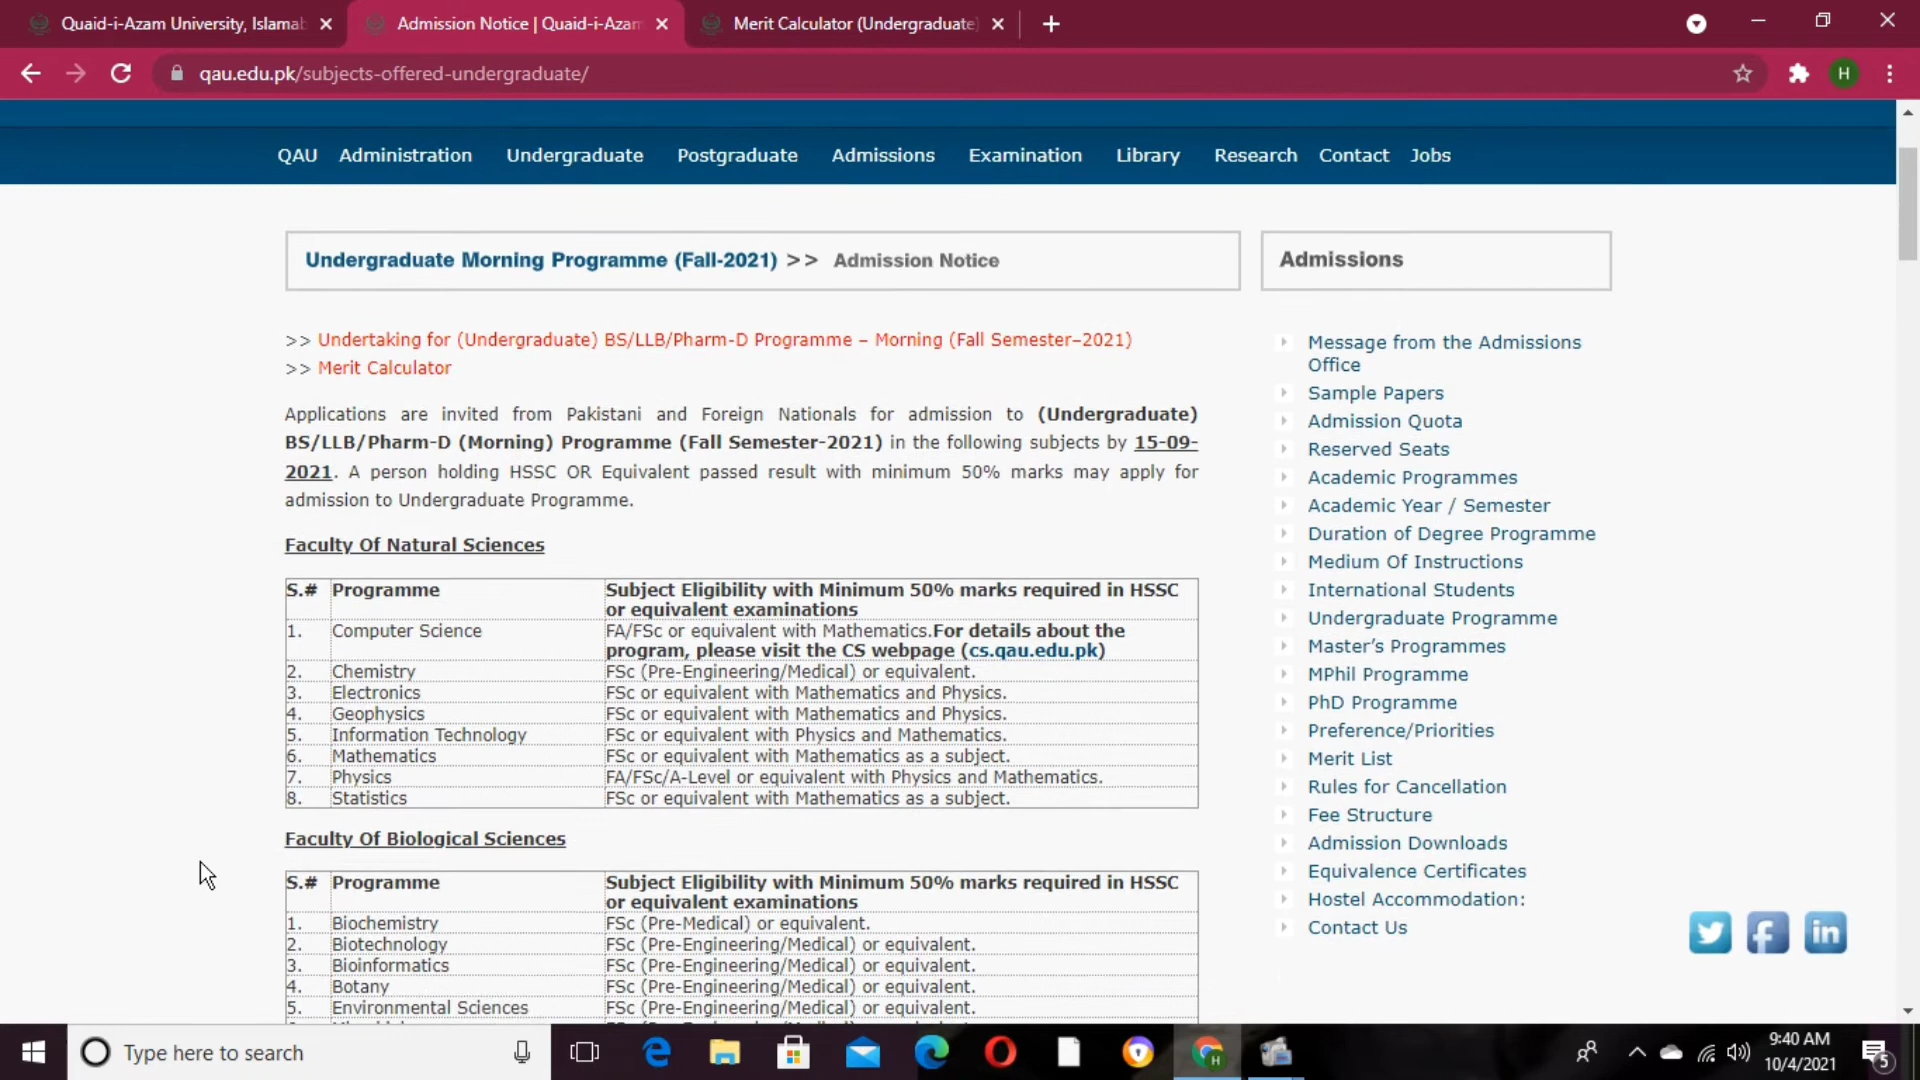 Quaid-i-Azam University, Islamab
Admission Notice | Quaid-i-Azam
Merit Calculator (Undergraduate)
qau.edu.pk/subjects-offered-undergraduate/
H
QAU Administration Undergraduate Postgraduate Admissions Examination Library Research Contact Jobs
Undergraduate Morning Programme (Fall-2021) >> Admission Notice
>> Undertaking for (Undergraduate) BS/LLB/Pharm-D Programme – Morning (Fall Semester–2021)
>> Merit Calculator
Applications are invited from Pakistani and Foreign Nationals for admission to (Undergraduate)
BS/LLB/Pharm-D (Morning) Programme (Fall Semester-2021) in the following subjects by 15-09-
2021. A person holding HSSC OR Equivalent passed result with minimum 50% marks may apply for
admission to Undergraduate Programme.
Faculty Of Natural Sciences
S.# Programme Subject Eligibility with Minimum 50% marks required in HSSC
or equivalent examinations
1. Computer Science FA/FSc or equivalent with Mathematics.For details about the
program, please visit the CS webpage (cs.qau.edu.pk)
2. Chemistry FSc (Pre-Engineering/Medical) or equivalent.
3. Electronics FSc or equivalent with Mathematics and Physics.
4. Geophysics FSc or equivalent with Mathematics and Physics.
5. Information Technology FSc or equivalent with Physics and Mathematics.
6. Mathematics FSc or equivalent with Mathematics as a subject.
7. Physics FA/FSc/A-Level or equivalent with Physics and Mathematics.
8. Statistics FSc or equivalent with Mathematics as a subject.
Faculty Of Biological Sciences
S.# Programme Subject Eligibility with Minimum 50% marks required in HSSC
or equivalent examinations
1. Biochemistry FSc (Pre-Medical) or equivalent.
2. Biotechnology FSc (Pre-Engineering/Medical) or equivalent.
3. Bioinformatics FSc (Pre-Engineering/Medical) or equivalent.
4. Botany FSc (Pre-Engineering/Medical) or equivalent.
5. Environmental Sciences FSc (Pre-Engineering/Medical) or equivalent.
Admissions
Message from the Admissions
Office
Sample Papers
Admission Quota
Reserved Seats
Academic Programmes
Academic Year / Semester
Duration of Degree Programme
Medium Of Instructions
International Students
Undergraduate Programme
Master's Programmes
MPhil Programme
PhD Programme
Preference/Priorities
Merit List
Rules for Cancellation
Fee Structure
Admission Downloads
Equivalence Certificates
Hostel Accommodation:
Contact Us
Type here to search
9:40 AM
10/4/2021
5